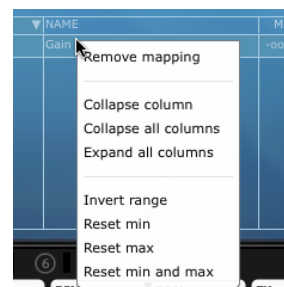 ▼ NAME M
Gain -oo
Remove mapping
Collapse column
Collapse all columns
Expand all columns
Invert range
Reset min
Reset max
6
Reset min and max